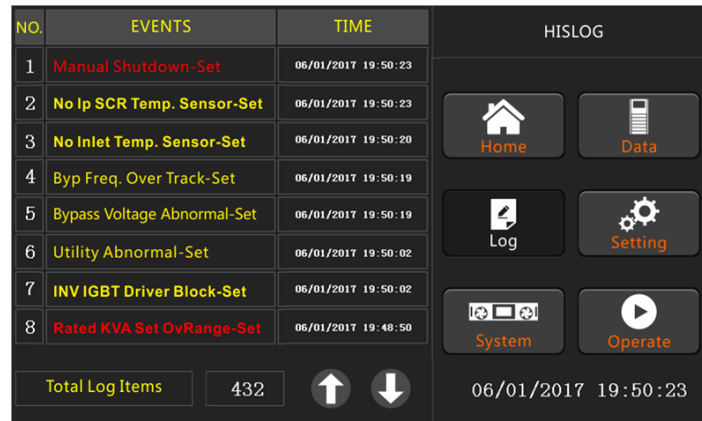 NO. EVENTS TIME
1 Manual Shutdown-Set 06/01/2017 19:50:23
2 No Ip SCR Temp. Sensor-Set 06/01/2017 19:50:23
3 No Inlet Temp. Sensor-Set 06/01/2017 19:50:20
4 Byp Freq. Over Track-Set 06/01/2017 19:50:19
5 Bypass Voltage Abnormal-Set 06/01/2017 19:50:19
6 Utility Abnormal-Set 06/01/2017 19:50:02
7 INV IGBT Driver Block-Set 06/01/2017 19:50:02
8 Rated KVA Set OvRange-Set 06/01/2017 19:48:50
Total Log Items 432
HISLOG
Home Data
Log Setting
System Operate
06/01/2017 19:50:23